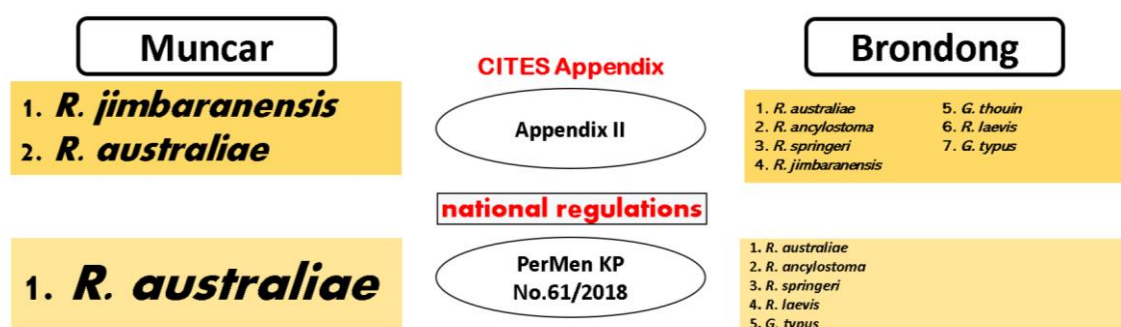 Muncar
1. R. jimbaranensis
2. R. australiae
1. R. australiae
CITES Appendix
Appendix II
national regulations
PerMen KP
No.61/2018
Brondong
1. R. australiae
2. R. ancylostoma
3. R. springeri
4. R. jimbaranensis
5. G. thouin
6. R. laevis
7. G. typus
1. R. australiae
2. R. ancylostoma
3. R. springeri
4. R. laevis
5. G. typus